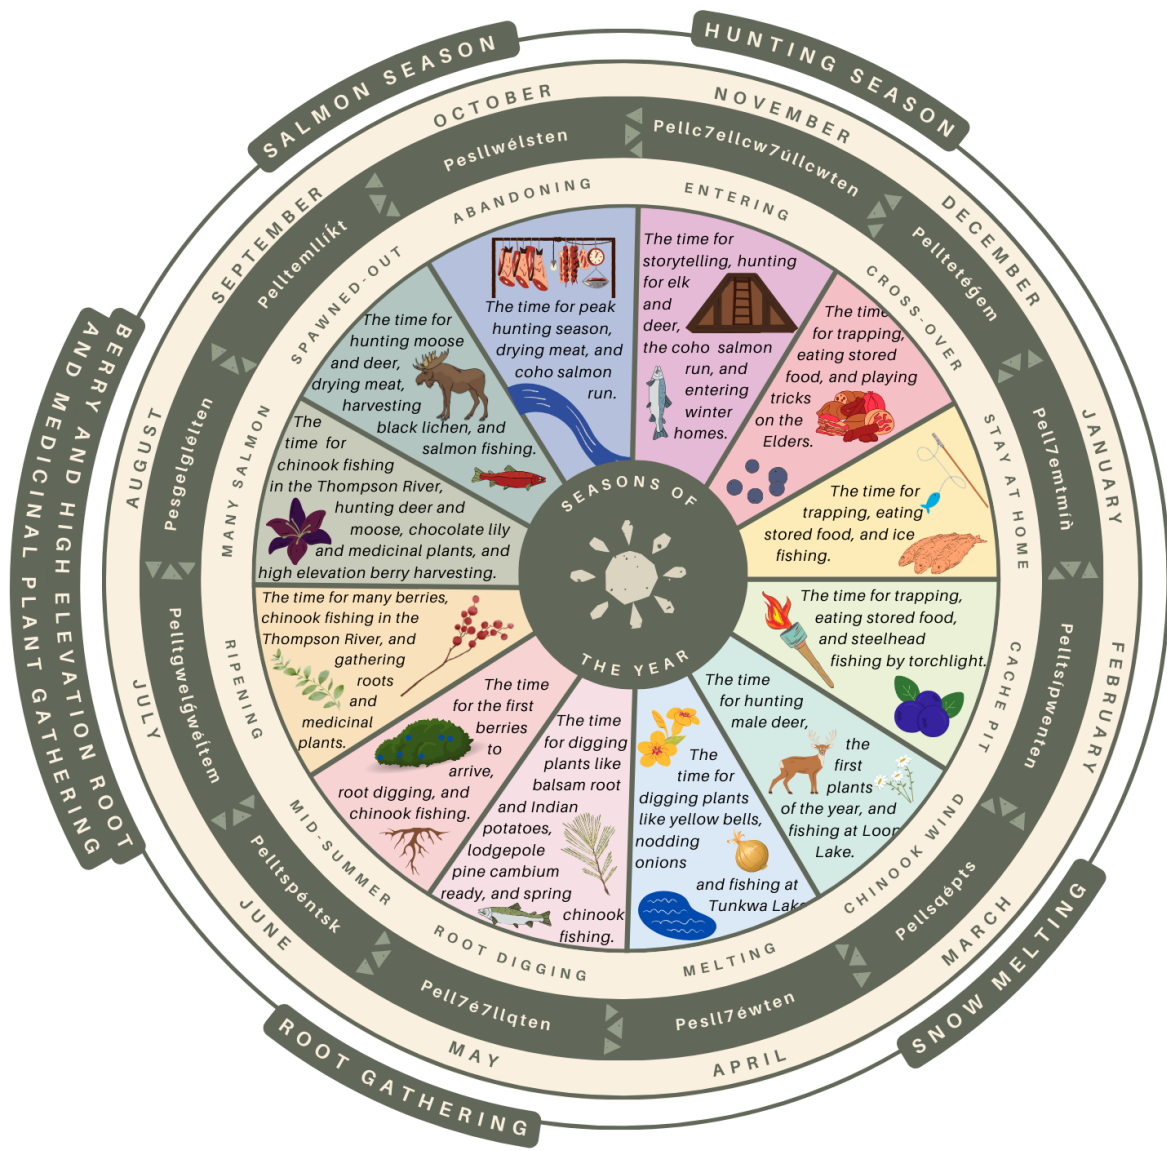 SALMON SEASON
HUNTING SEASON
SNOW MELTING
ROOT GATHERING
BERRY AND HIGH ELEVATION ROOT
AND MEDICINAL PLANT GATHERING
NOVEMBER
Pellc7ellcw7úllcwten
ENTERING
The time for
storytelling, hunting
for elk
and
deer,
the coho salmon
run, and
entering
winter
homes.
DECEMBER
Pelltetéǵem
CROSS-OVER
The time
for trapping,
eating stored
food, and playing
tricks
on the
Elders.
JANUARY
Pell7emtmiǹ
STAY AT HOME
The time for
trapping, eating
stored food, and ice
fishing.
FEBRUARY
Pelltsípwenten
CACHE PIT
The time for trapping,
eating stored food,
and steelhead
fishing by torchlight.
MARCH
Pellsqépts
CHINOOK WIND
The time
for hunting
male deer,
the
first
plants
of the year, and
fishing at Loon
Lake.
APRIL
Pesll7éwten
MELTING
The
time for
digging plants
like yellow bells,
nodding
onions
and fishing at
Tunkwa Lake
MAY
Pell7é7llqten
ROOT DIGGING
The time
for digging
plants like
balsam root
and Indian
potatoes,
lodgepole
pine cambium
ready, and spring
chinook
fishing.
JUNE
Pelltspéntsk
MID-SUMMER
The time
for the first
berries
to
arrive,
root digging, and
chinook fishing.
JULY
Pelltgwelǵwéltem
RIPENING
The time for many berries,
chinook fishing in the
Thompson River, and
gathering
roots
and
medicinal
plants.
AUGUST
Pesgelgléĺten
MANY SALMON
The
time for
chinook fishing
in the Thompson River,
hunting deer and
moose, chocolate lily
and medicinal plants, and
high elevation berry harvesting.
SEPTEMBER
Pelltemllíkt
SPAWNED-OUT
The time for
hunting moose
and deer,
drying meat,
harvesting
black lichen, and
salmon fishing.
OCTOBER
Pesllwélsten
ABANDONING
The time for peak
hunting season,
drying meat, and
coho salmon
run.
SEASONS OF
THE YEAR